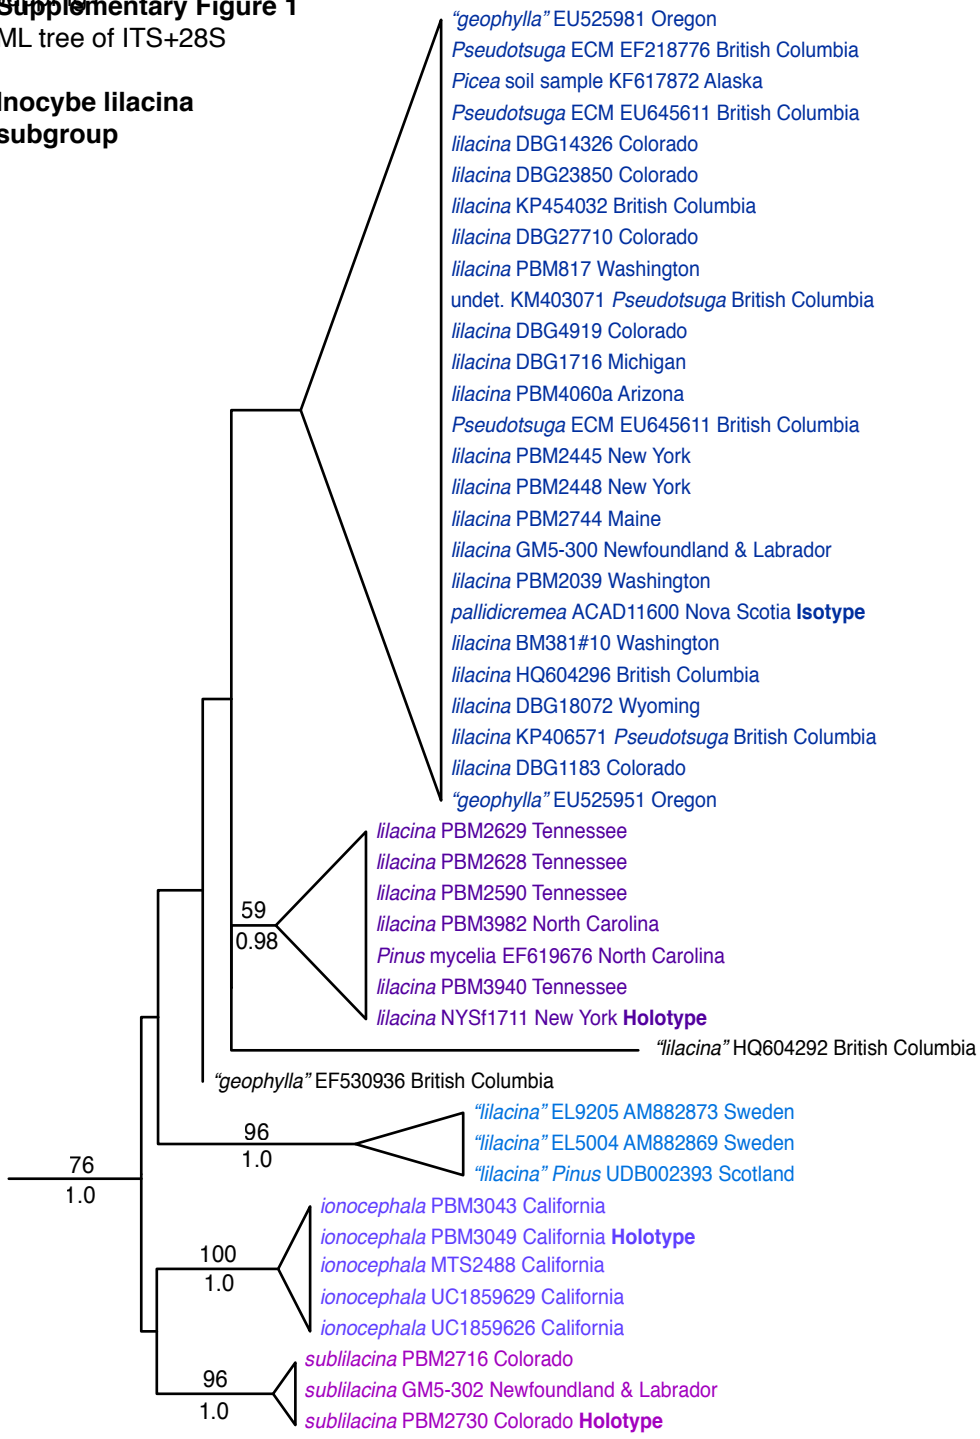 Supplementary Figure 1
ML tree of ITS+28S
Inocybe lilacina
subgroup
“geophylla” EU525981 Oregon
Pseudotsuga ECM EF218776 British Columbia
Picea soil sample KF617872 Alaska
Pseudotsuga ECM EU645611 British Columbia
lilacina DBG14326 Colorado
lilacina DBG23850 Colorado
lilacina KP454032 British Columbia
lilacina DBG27710 Colorado
lilacina PBM817 Washington
undet. KM403071 Pseudotsuga British Columbia
lilacina DBG4919 Colorado
lilacina DBG1716 Michigan
lilacina PBM4060a Arizona
Pseudotsuga ECM EU645611 British Columbia
lilacina PBM2445 New York
lilacina PBM2448 New York
lilacina PBM2744 Maine
lilacina GM5-300 Newfoundland & Labrador
lilacina PBM2039 Washington
pallidicremea ACAD11600 Nova Scotia Isotype
lilacina BM381#10 Washington
lilacina HQ604296 British Columbia
lilacina DBG18072 Wyoming
lilacina KP406571 Pseudotsuga British Columbia
lilacina DBG1183 Colorado
“geophylla” EU525951 Oregon
lilacina PBM2629 Tennessee
lilacina PBM2628 Tennessee
lilacina PBM2590 Tennessee
59
lilacina PBM3982 North Carolina
0.98
Pinus mycelia EF619676 North Carolina
lilacina PBM3940 Tennessee
lilacina NYSf1711 New York Holotype
“lilacina” HQ604292 British Columbia
“geophylla” EF530936 British Columbia
“lilacina” EL9205 AM882873 Sweden
96
“lilacina” EL5004 AM882869 Sweden
1.0
“lilacina” Pinus UDB002393 Scotland
76
1.0
ionocephala PBM3043 California
ionocephala PBM3049 California Holotype
100
ionocephala MTS2488 California
1.0
ionocephala UC1859629 California
ionocephala UC1859626 California
sublilacina PBM2716 Colorado
96
sublilacina GM5-302 Newfoundland & Labrador
1.0
sublilacina PBM2730 Colorado Holotype